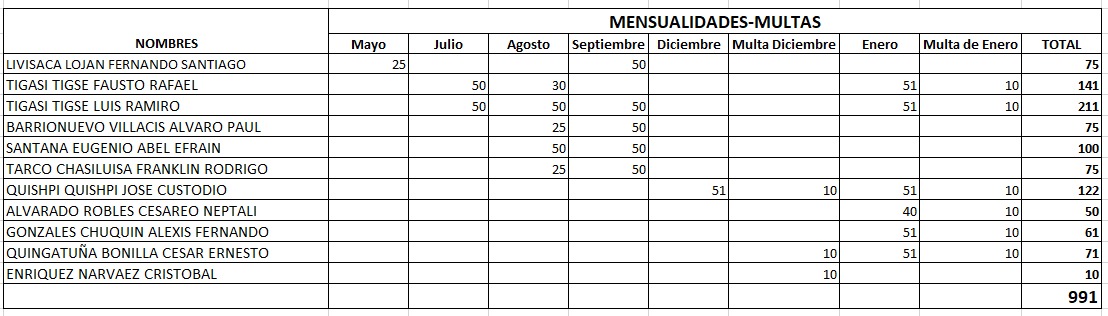 MENSUALIDADES-MULTAS
NOMBRES Mayo Julio Agosto Septiembre Diciembre Multa Diciembre Enero Multa de Enero TOTAL
LIVISACA LOJAN FERNANDO SANTIAGO 25 50 75
TIGASI TIGSE FAUSTO RAFAEL 50 30 51 10 141
TIGASI TIGSE LUIS RAMIRO 50 50 50 51 10 211
BARRIONUEVO VILLACIS ALVARO PAUL 25 50 75
SANTANA EUGENIO ABEL EFRAIN 50 50 100
TARCO CHASILUISA FRANKLIN RODRIGO 25 50 75
QUISHPI QUISHPI JOSE CUSTODIO 51 10 51 10 122
ALVARADO ROBLES CESAREO NEPTALI 40 10 50
GONZALES CHUQUIN ALEXIS FERNANDO 51 10 61
QUINGATUÑA BONILLA CESAR ERNESTO 10 51 10 71
ENRIQUEZ NARVAEZ CRISTOBAL 10 10
991